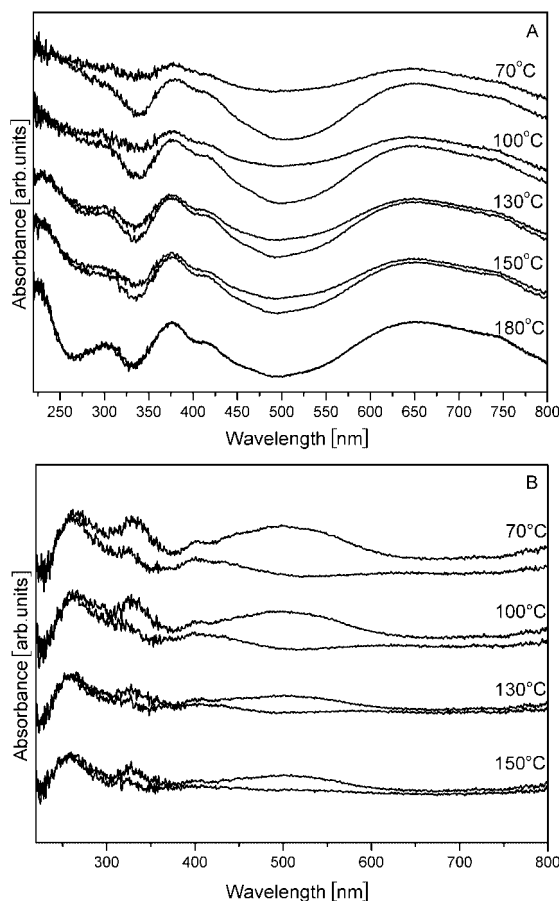 A
70°C
100°C
130°C
150°C
180°C
Absorbance [arb.units]
250 300 350 400 450 500 550 600 650 700 750 800
Wavelength [nm]
B
70°C
100°C
130°C
150°C
Absorbance [arb.units]
300 400 500 600 700 800
Wavelength [nm]